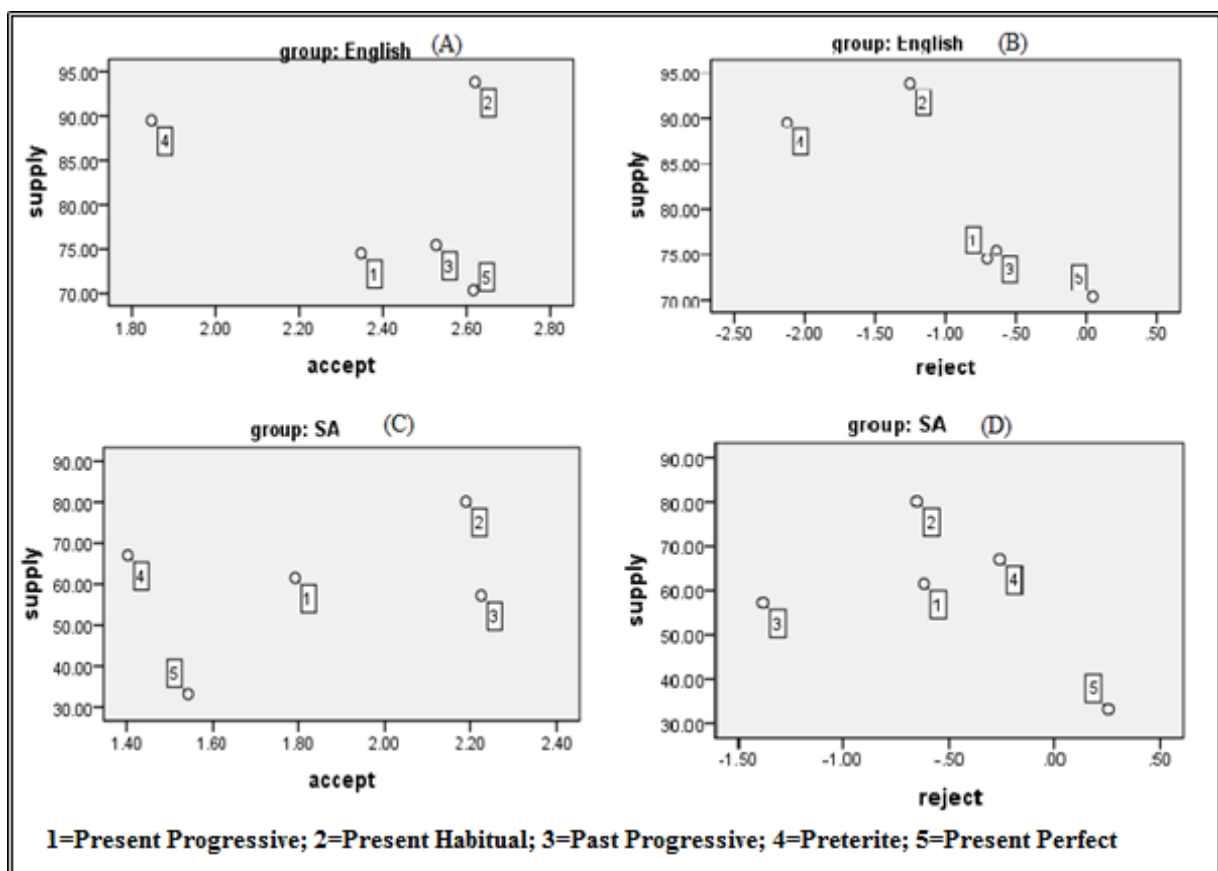 group: English (A)
supply
95.00
90.00
85.00
80.00
75.00
70.00
2
4
1
3
5
1.80 2.00 2.20 2.40 2.60 2.80
accept
group: English (B)
supply
95.00
90.00
85.00
80.00
75.00
70.00
2
4
1
3
5
-2.50 -2.00 -1.50 -1.00 -.50 .00 .50
reject
group: SA (C)
supply
90.00
80.00
70.00
60.00
50.00
40.00
30.00
2
4
1
3
5
1.40 1.60 1.80 2.00 2.20 2.40
accept
group: SA (D)
supply
90.00
80.00
70.00
60.00
50.00
40.00
30.00
2
4
1
3
5
-1.50 -1.00 -.50 .00 .50
reject
1=Present Progressive; 2=Present Habitual; 3=Past Progressive; 4=Preterite; 5=Present Perfect